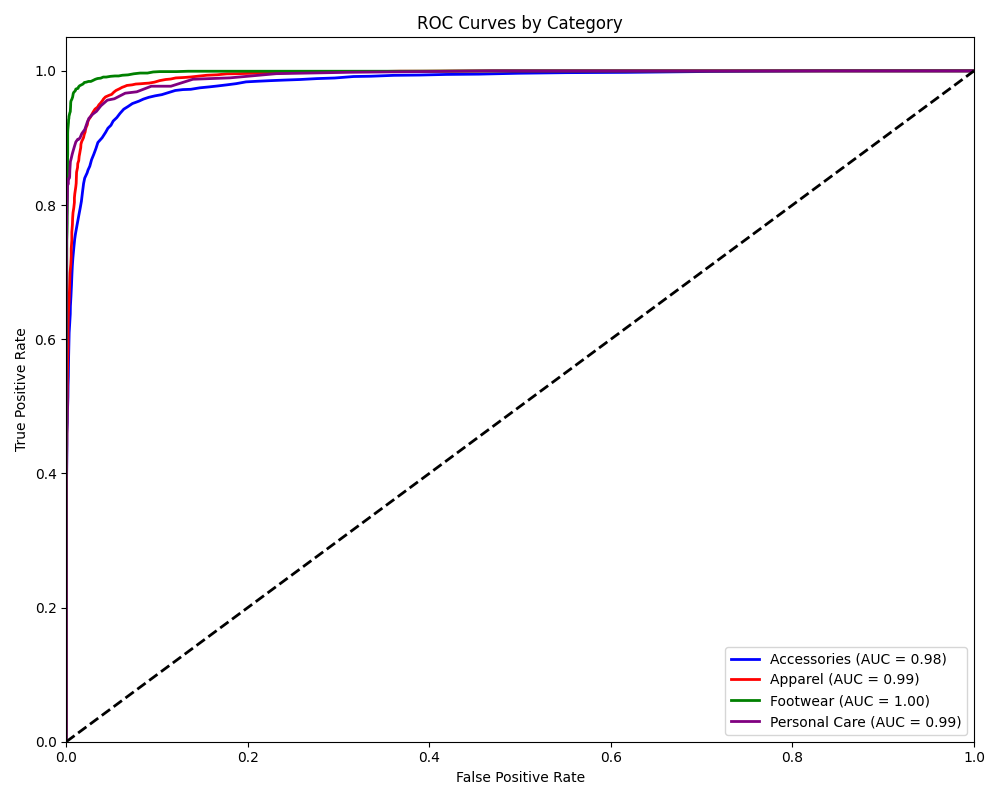 ROC Curves by Category
1.0
0.8
0.6
0.4
0.2
0.0
True Positive Rate
0.0 0.2 0.4 0.6 0.8 1.0
False Positive Rate
Accessories (AUC = 0.98)
Apparel (AUC = 0.99)
Footwear (AUC = 1.00)
Personal Care (AUC = 0.99)